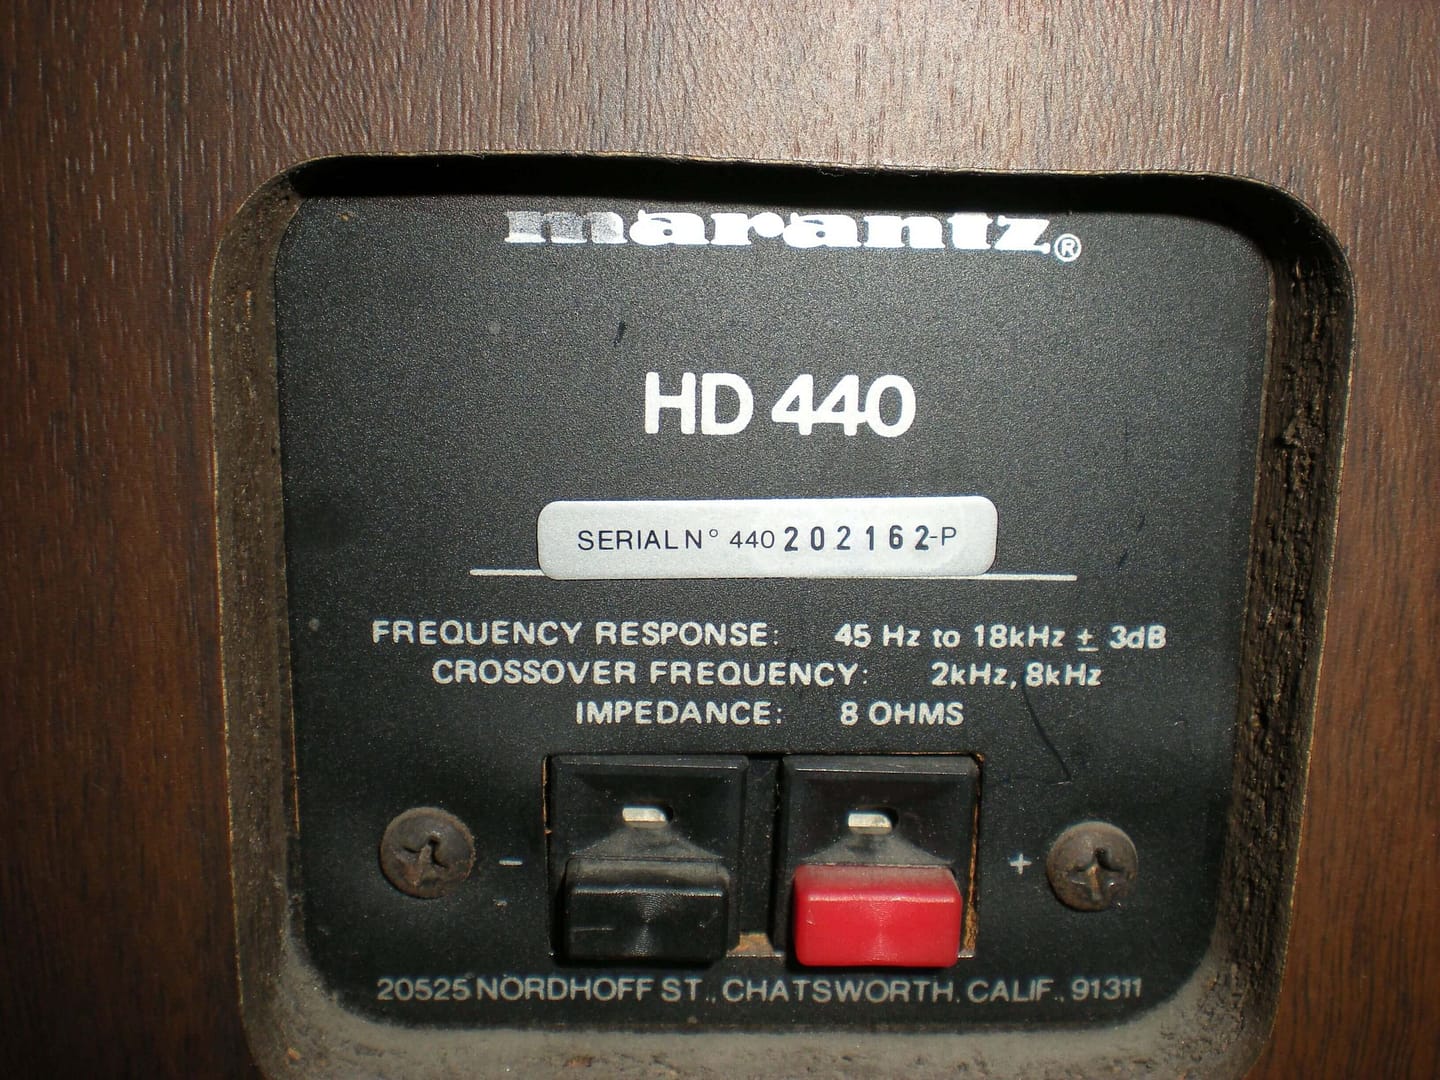 marantz®
HD 440
SERIAL N° 440 202162-P
FREQUENCY RESPONSE: 45 Hz to 18kHz ± 3dB
CROSSOVER FREQUENCY: 2kHz, 8kHz
IMPEDANCE: 8 OHMS
- +
20525 NORDHOFF ST., CHATSWORTH, CALIF., 91311